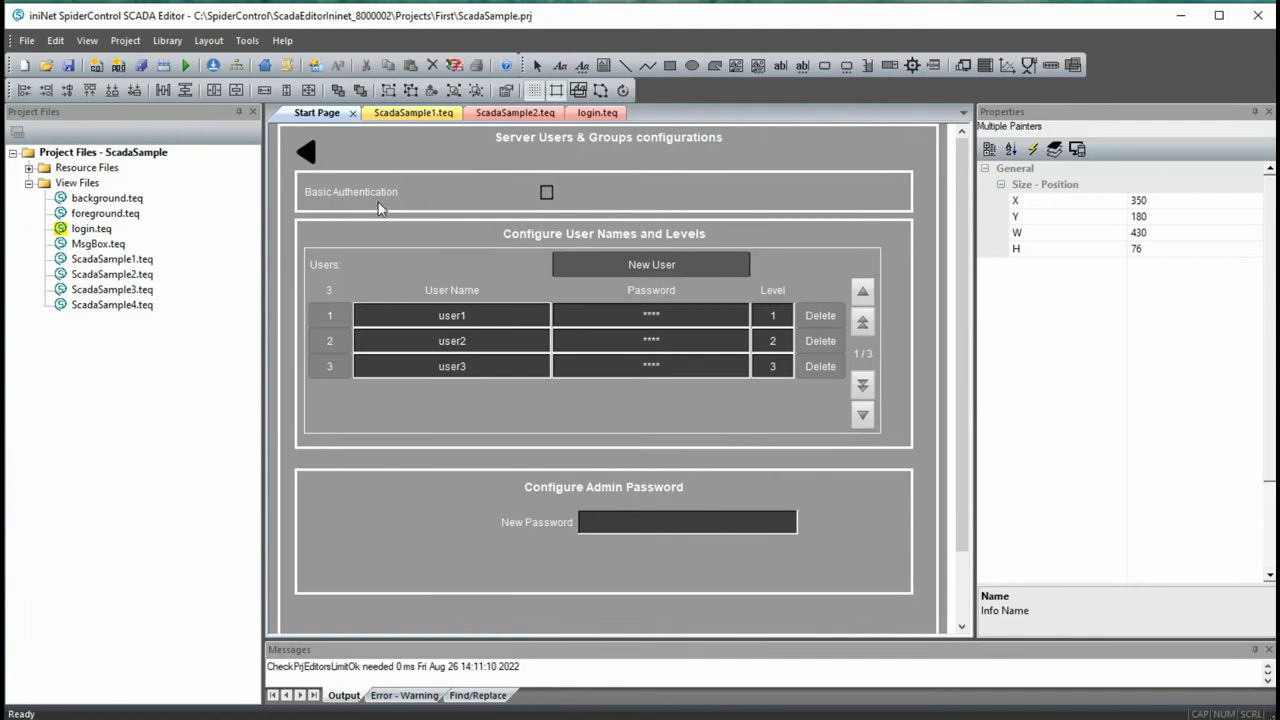 iniNet SpiderControl SCADA Editor - C:\SpiderControl\ScadaEditorIninet_8000002\Projects\First\ScadaSample.prj
File Edit View Project Library Layout Tools Help
Project Files
Start Page
ScadaSample1.teq
ScadaSample2.teq
login.teq
Properties
Project Files - ScadaSample
Resource Files
View Files
background.teq
foreground.teq
login.teq
MsgBox.teq
ScadaSample1.teq
ScadaSample2.teq
ScadaSample3.teq
ScadaSample4.teq
Server Users & Groups configurations
Basic Authentication
Configure User Names and Levels
Users: New User
3 User Name Password Level
1 user1 **** 1 Delete
2 user2 **** 2 Delete
3 user3 **** 3 Delete
1 / 3
Configure Admin Password
New Password
Multiple Painters
General
Size - Position
X 350
Y 180
W 430
H 76
Name
Info Name
Messages
CheckPrjEditorsLimitOk needed 0 ms Fri Aug 26 14:11:10 2022
Output Error - Warning Find/Replace
Ready
CAP NUM SCRL